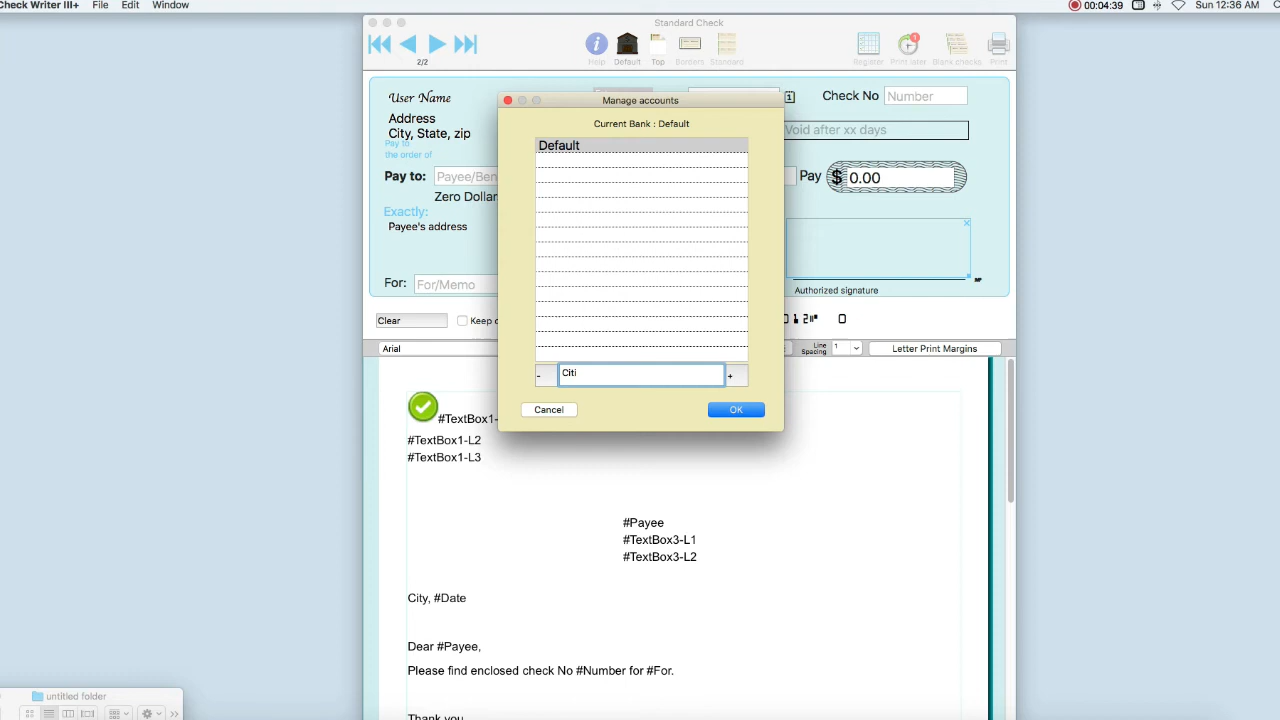 Check Writer III+ File Edit Window 00:04:39 Sun 12:36 AM
Standard Check
2/2
Help Default Top Borders Standard Register Print later Blank checks Print
1
User Name
Address
City, State, zip
Check No Number
Void after xx days
Pay to
the order of
Pay to: Payee/Ben
Pay $ 0.00
Zero Dollar
Exactly:
Payee's address
For: For/Memo
Authorized signature
MP
Manage accounts
Current Bank : Default
Default
- Citi +
Cancel OK
Clear Keep
Arial Line Spacing 1 Letter Print Margins
#TextBox1-
#TextBox1-L2
#TextBox1-L3
#Payee
#TextBox3-L1
#TextBox3-L2
City, #Date
Dear #Payee,
Please find enclosed check No #Number for #For.
Thank you
untitled folder